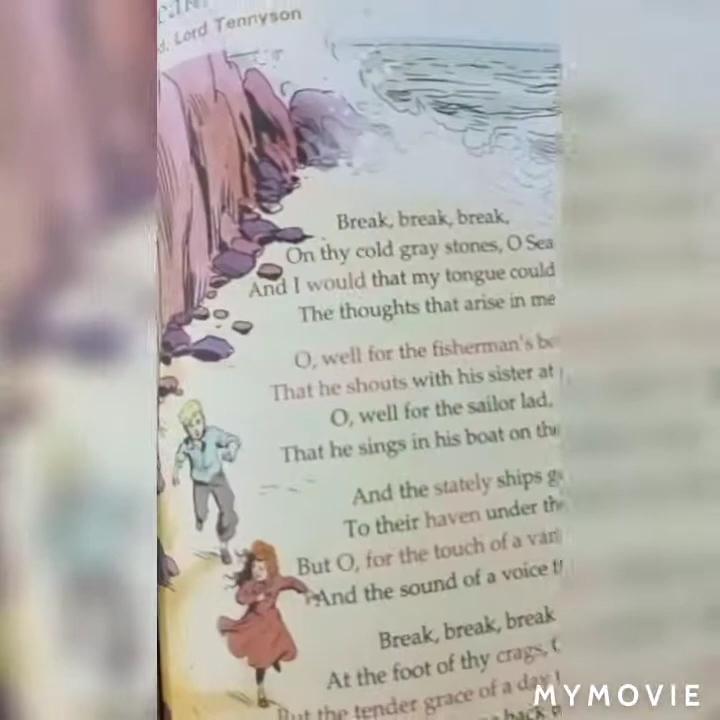 Lord Tennyson
Break, break, break,
On thy cold gray stones, O Sea
And I would that my tongue could
The thoughts that arise in me
O, well for the fisherman's
That he shouts with his sister at
O, well for the sailor lad,
That he sings in his boat on
And the stately ships
To their haven under
But O, for the touch of a
And the sound of a voice
Break, break, break
At the foot of thy crags,
But the tender grace of a day
back
MYMOVIE